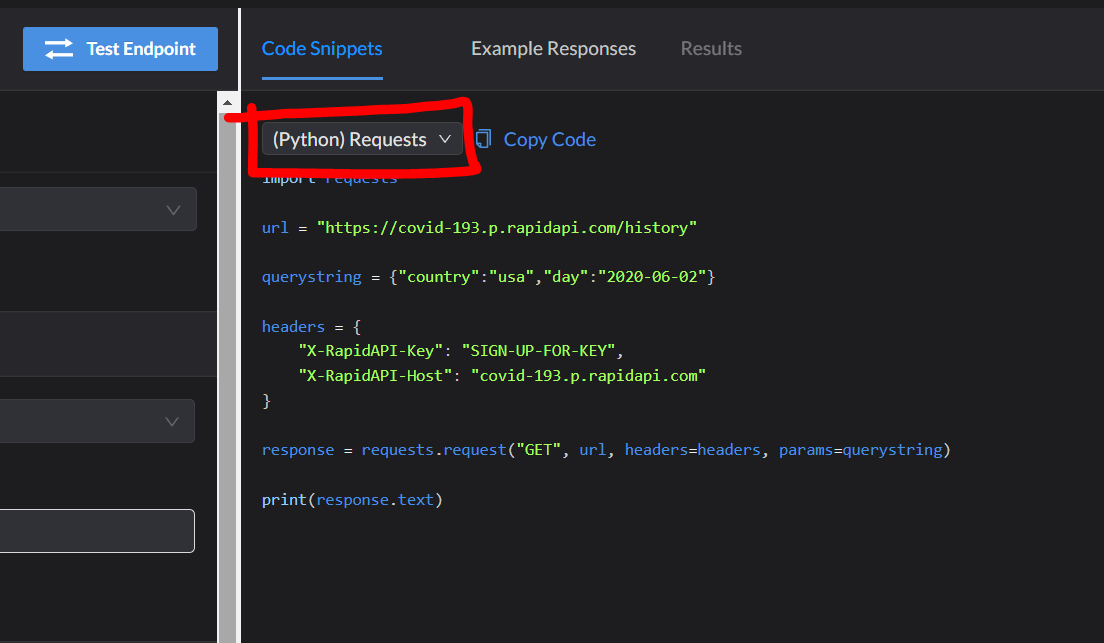 Test Endpoint
Code Snippets
Example Responses
Results
(Python) Requests
Copy Code
import requests
url = "https://covid-193.p.rapidapi.com/history"
querystring = {"country":"usa","day":"2020-06-02"}
headers = {
    "X-RapidAPI-Key": "SIGN-UP-FOR-KEY",
    "X-RapidAPI-Host": "covid-193.p.rapidapi.com"
}
response = requests.request("GET", url, headers=headers, params=querystring)
print(response.text)